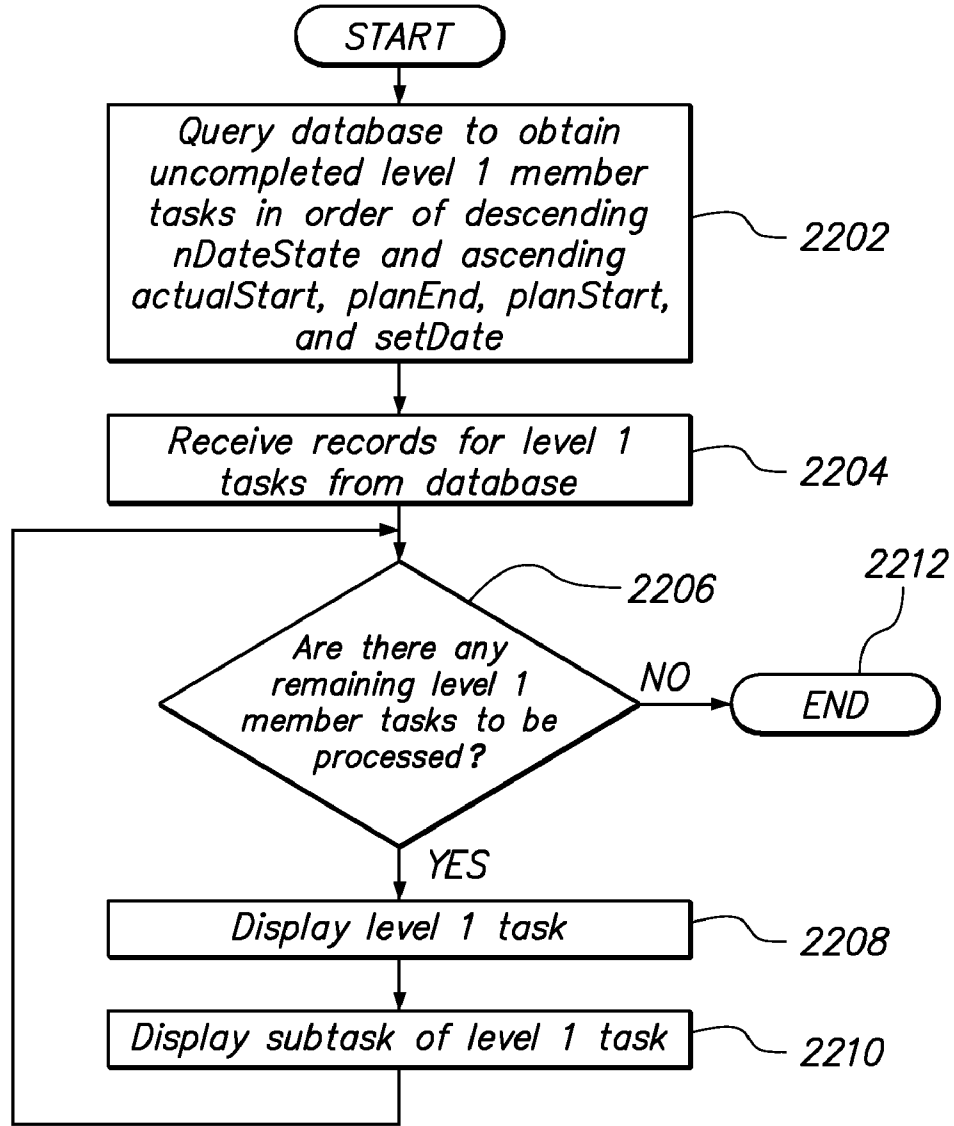 START
Query database to obtain
uncompleted level 1 member
tasks in order of descending
nDateState and ascending
actualStart, planEnd, planStart,
and setDate
2202
Receive records for level 1
tasks from database
2204
2206
2212
Are there any
remaining level 1
member tasks to be
processed?
NO
END
YES
Display level 1 task
2208
Display subtask of level 1 task
2210